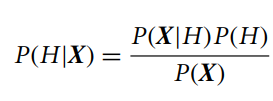 P(H|X) = P(X|H)P(H) / P(X)